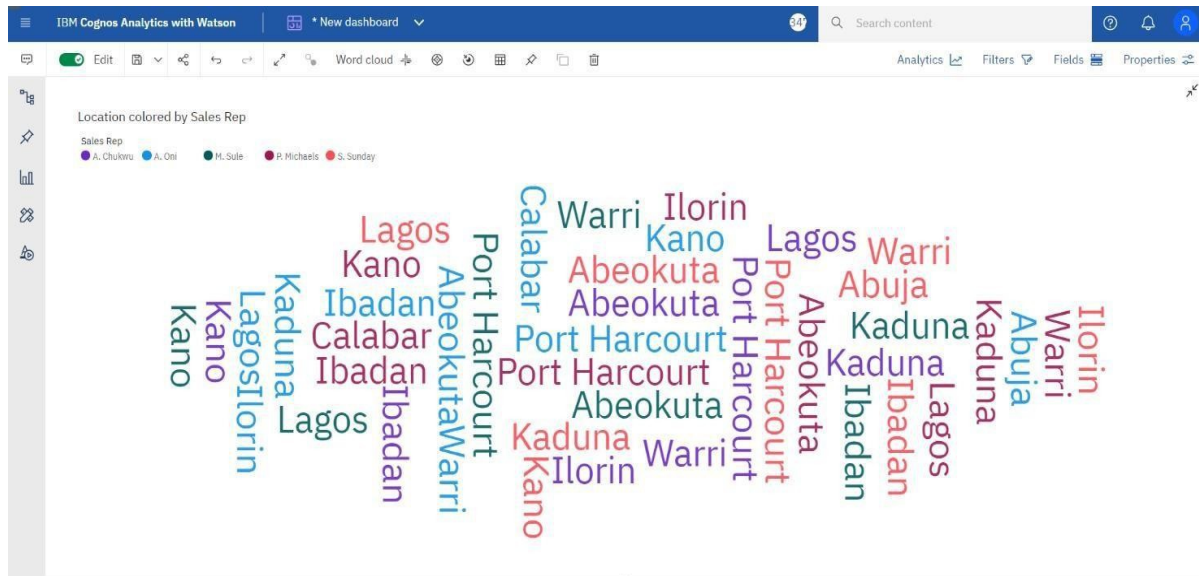 IBM Cognos Analytics with Watson
* New dashboard
Search content
Edit
Word cloud
Analytics
Filters
Fields
Properties
Location colored by Sales Rep
Sales Rep
A. Chukwu A. Oni M. Sule P. Michaels S. Sunday
Kano
Kano
Lagos
Ilorin
Kaduna
Lagos
Kano
Ibadan
Calabar
Ibadan
Lagos
Ibadan
Abeokuta
Warri
Port Harcourt
Calabar
Warri
Ilorin
Kano
Abeokuta
Abeokuta
Port Harcourt
Port Harcourt
Abeokuta
Kaduna
Kano
Ilorin
Warri
Port Harcourt
Port Harcourt
Lagos
Abeokuta
Warri
Abuja
Kaduna
Kaduna
Ibadan
Ibadan
Lagos
Kaduna
Abuja
Warri
Ilorin